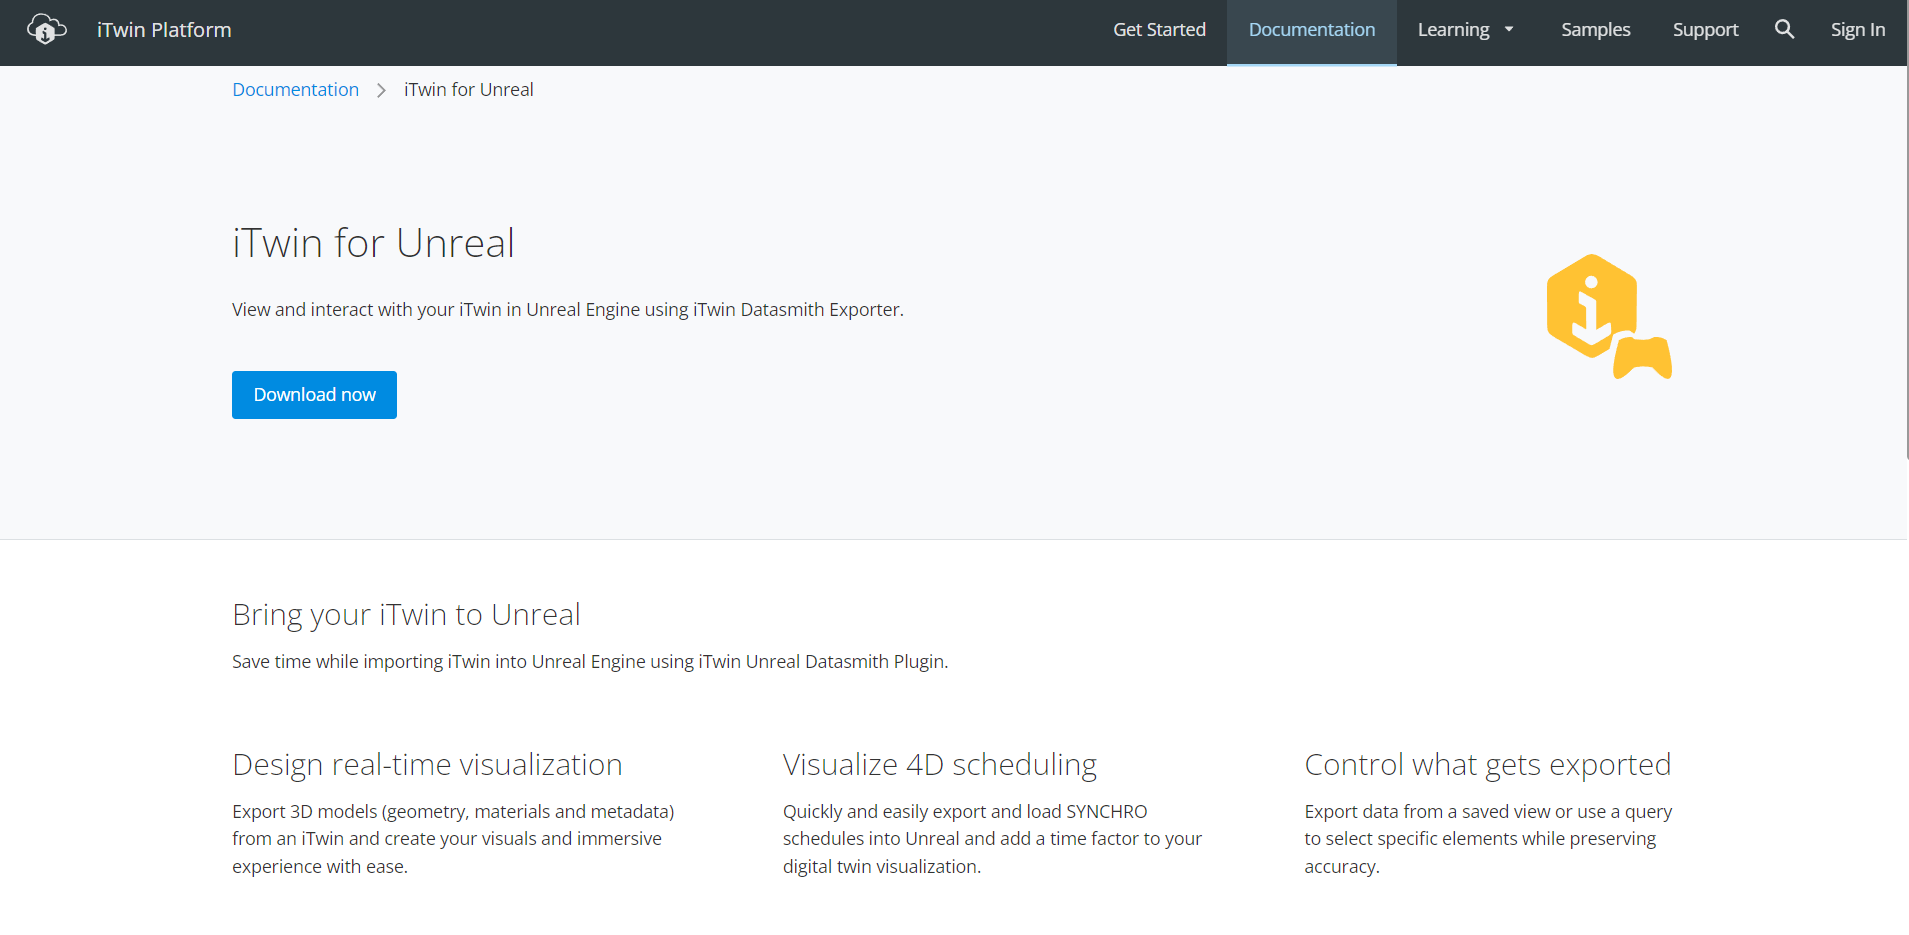 iTwin Platform
Get Started
Documentation
Learning
Samples
Support
Sign In
Documentation
iTwin for Unreal
iTwin for Unreal
View and interact with your iTwin in Unreal Engine using iTwin Datasmith Exporter.
Download now
Bring your iTwin to Unreal
Save time while importing iTwin into Unreal Engine using iTwin Unreal Datasmith Plugin.
Design real-time visualization
Export 3D models (geometry, materials and metadata)
from an iTwin and create your visuals and immersive
experience with ease.
Visualize 4D scheduling
Quickly and easily export and load SYNCHRO
schedules into Unreal and add a time factor to your
digital twin visualization.
Control what gets exported
Export data from a saved view or use a query
to select specific elements while preserving
accuracy.